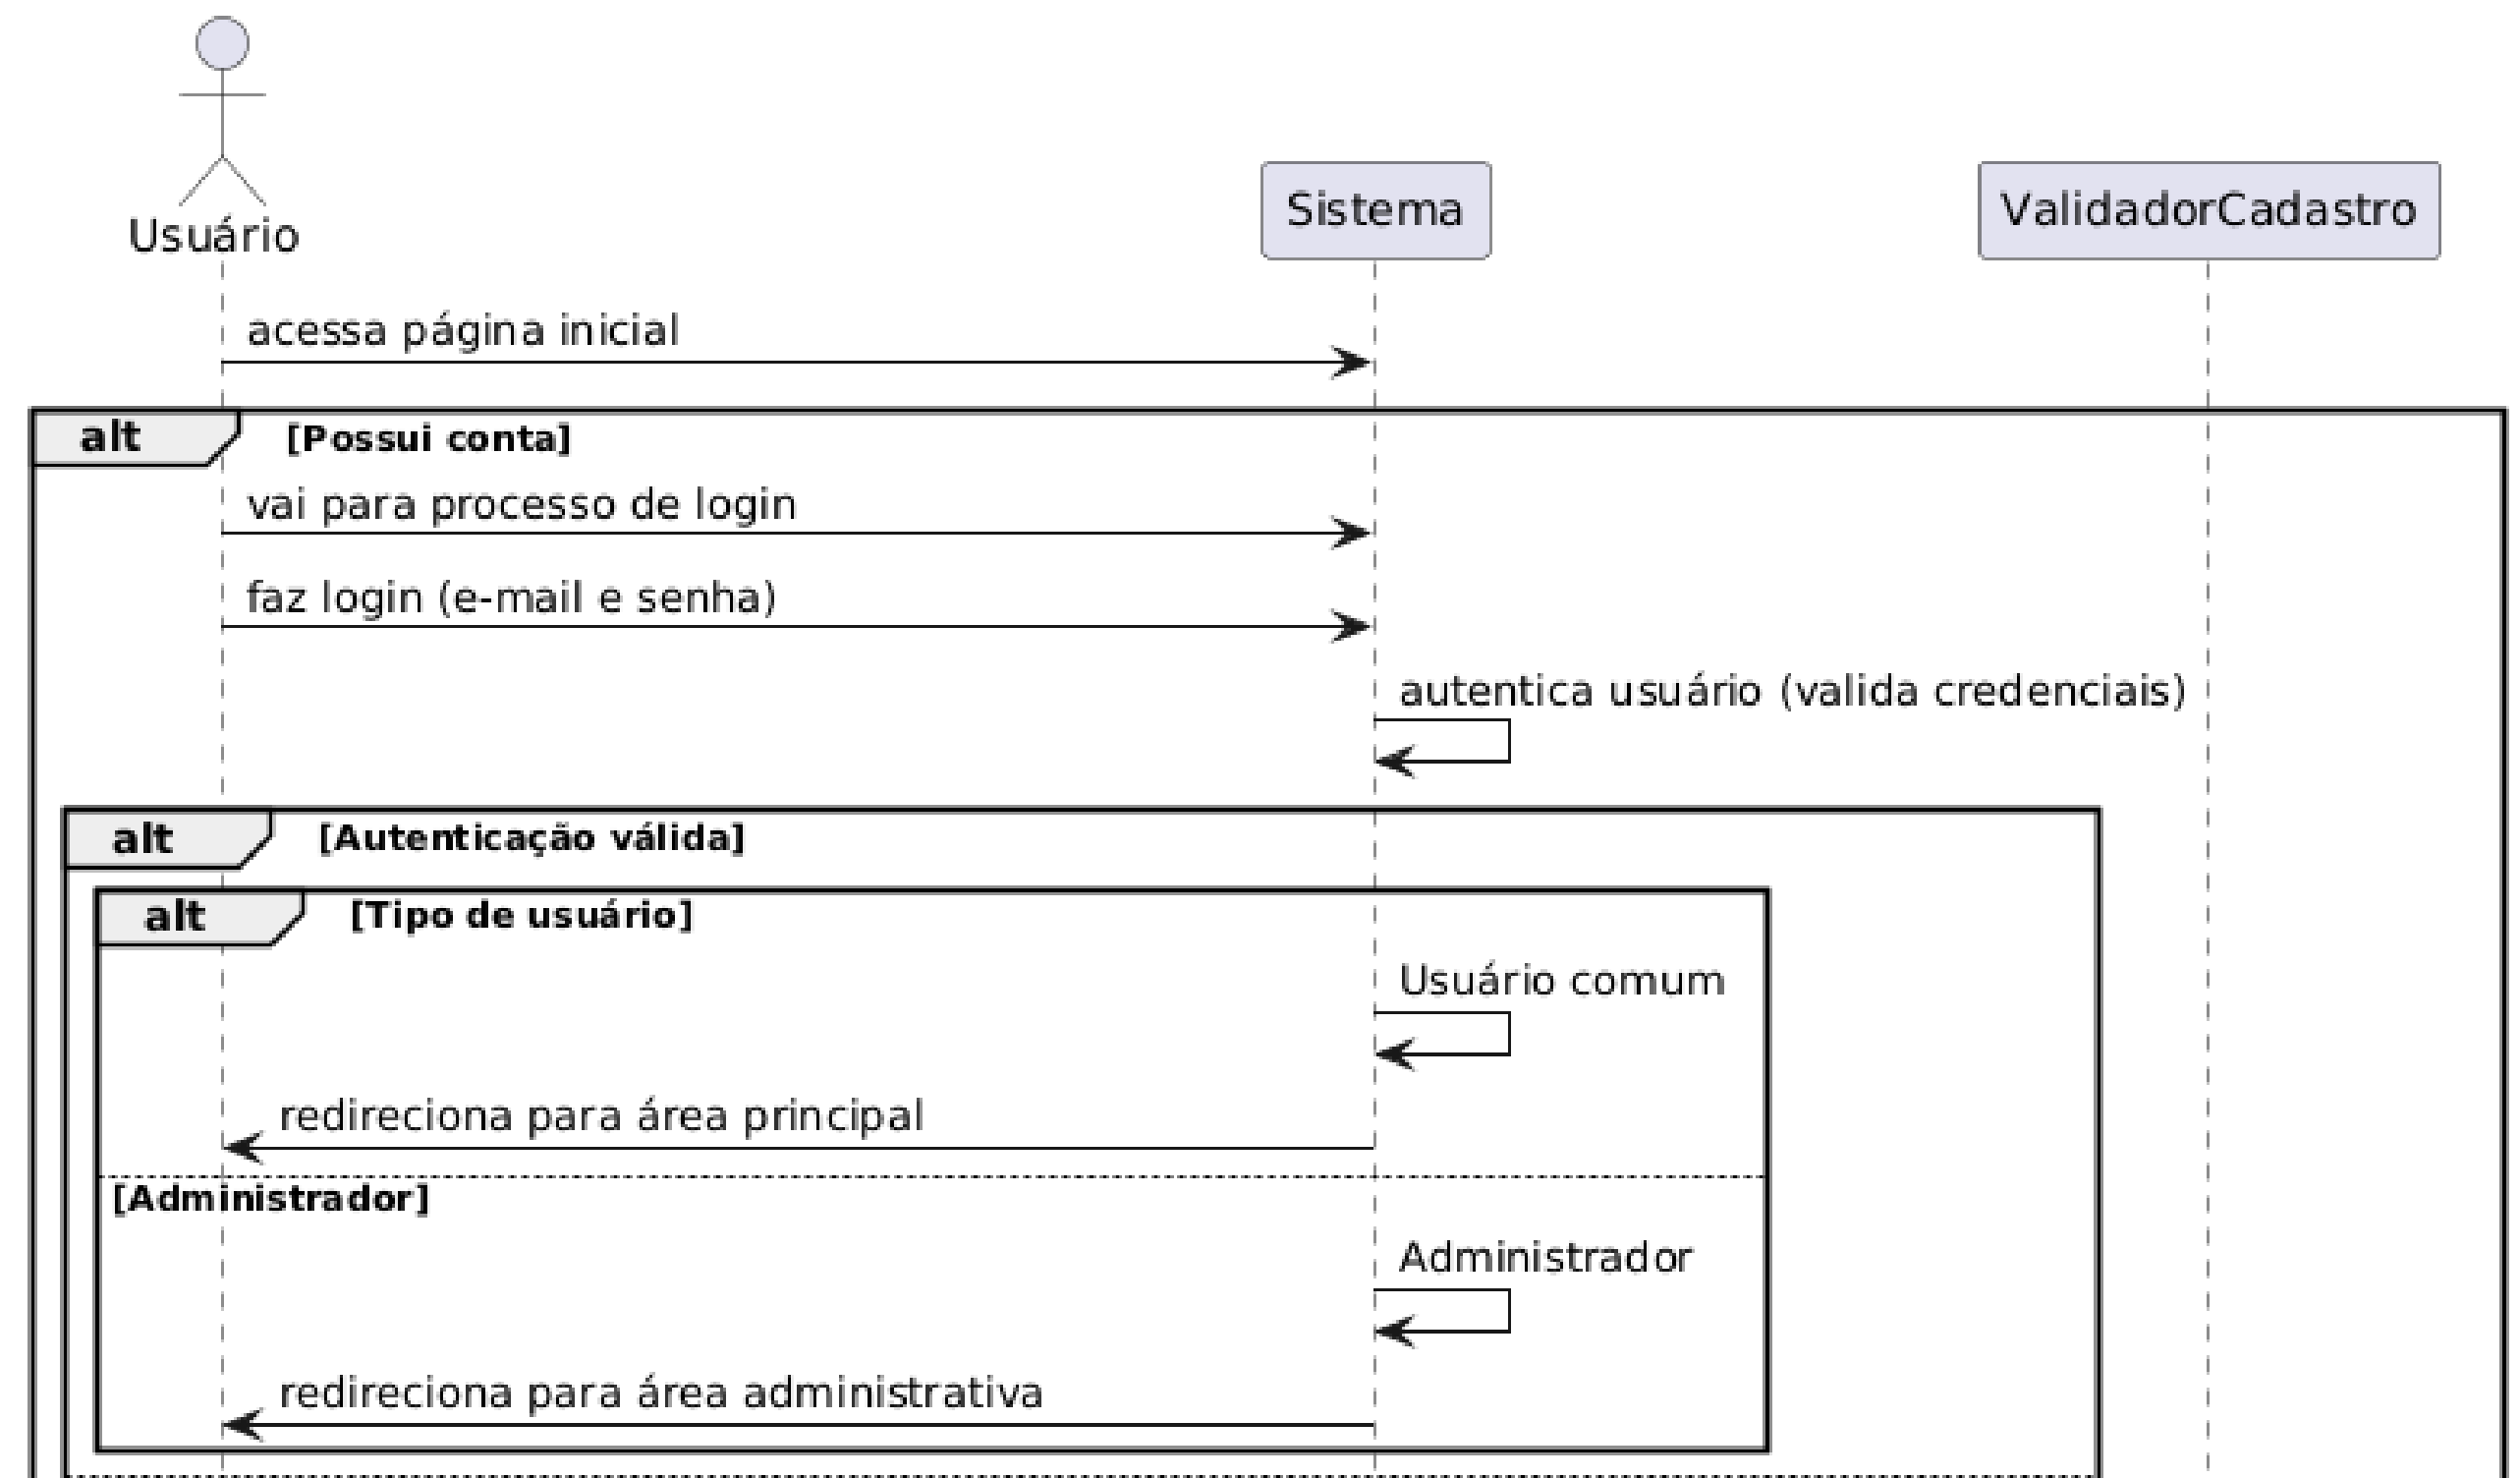 Usuário
Sistema
ValidadorCadastro
acessa página inicial
alt [Possui conta]
vai para processo de login
faz login (e-mail e senha)
autentica usuário (valida credenciais)
alt [Autenticação válida]
alt [Tipo de usuário]
Usuário comum
redireciona para área principal
[Administrador]
Administrador
redireciona para área administrativa